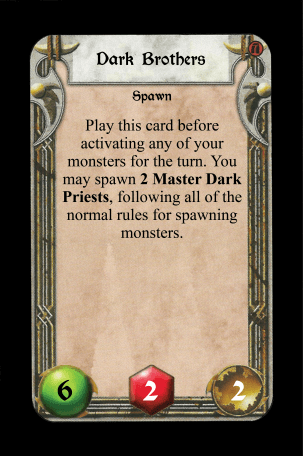 Dark Brothers
Spawn
Play this card before
activating any of your
monsters for the turn. You
may spawn 2 Master Dark
Priests, following all of the
normal rules for spawning
monsters.
6
2
2